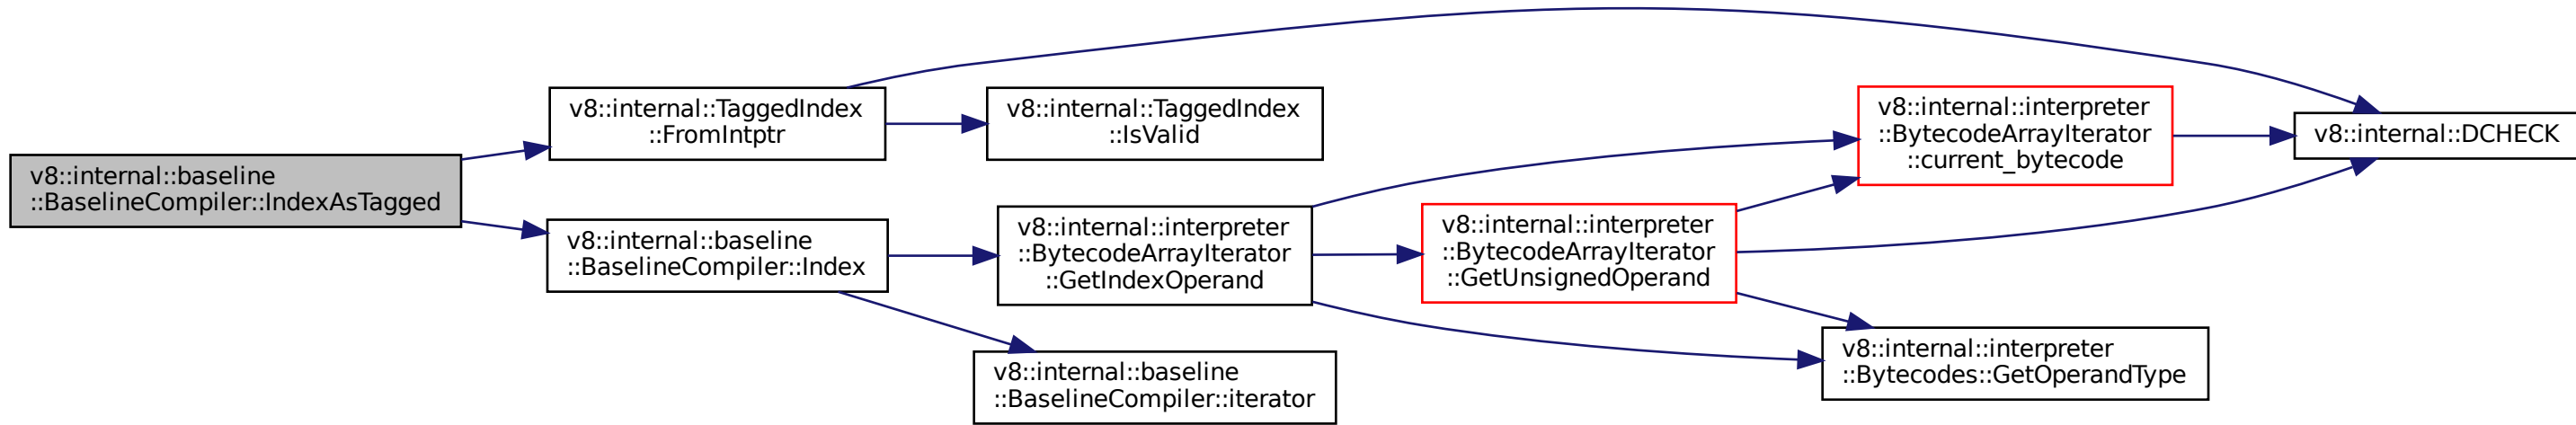 v8::internal::baseline
::BaselineCompiler::IndexAsTagged
v8::internal::TaggedIndex
::FromIntptr
v8::internal::TaggedIndex
::IsValid
v8::internal::baseline
::BaselineCompiler::Index
v8::internal::interpreter
::BytecodeArrayIterator
::GetIndexOperand
v8::internal::baseline
::BaselineCompiler::iterator
v8::internal::interpreter
::BytecodeArrayIterator
::GetUnsignedOperand
v8::internal::interpreter
::BytecodeArrayIterator
::current_bytecode
v8::internal::interpreter
::Bytecodes::GetOperandType
v8::internal::DCHECK